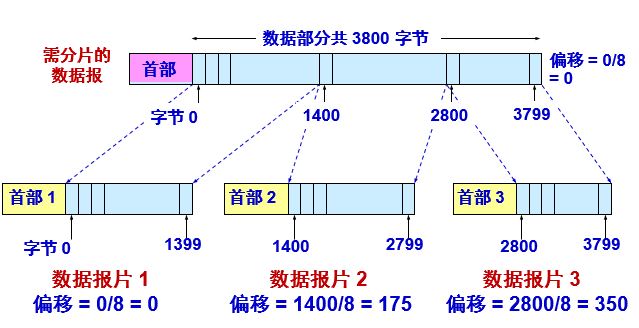 数据部分共 3800 字节
需分片的
数据报
首部
偏移 = 0/8
= 0
字节 0
1400
2800
3799
首部 1
首部 2
首部 3
字节 0
1399
1400
2799
2800
3799
数据报片 1
偏移 = 0/8 = 0
数据报片 2
偏移 = 1400/8 = 175
数据报片 3
偏移 = 2800/8 = 350